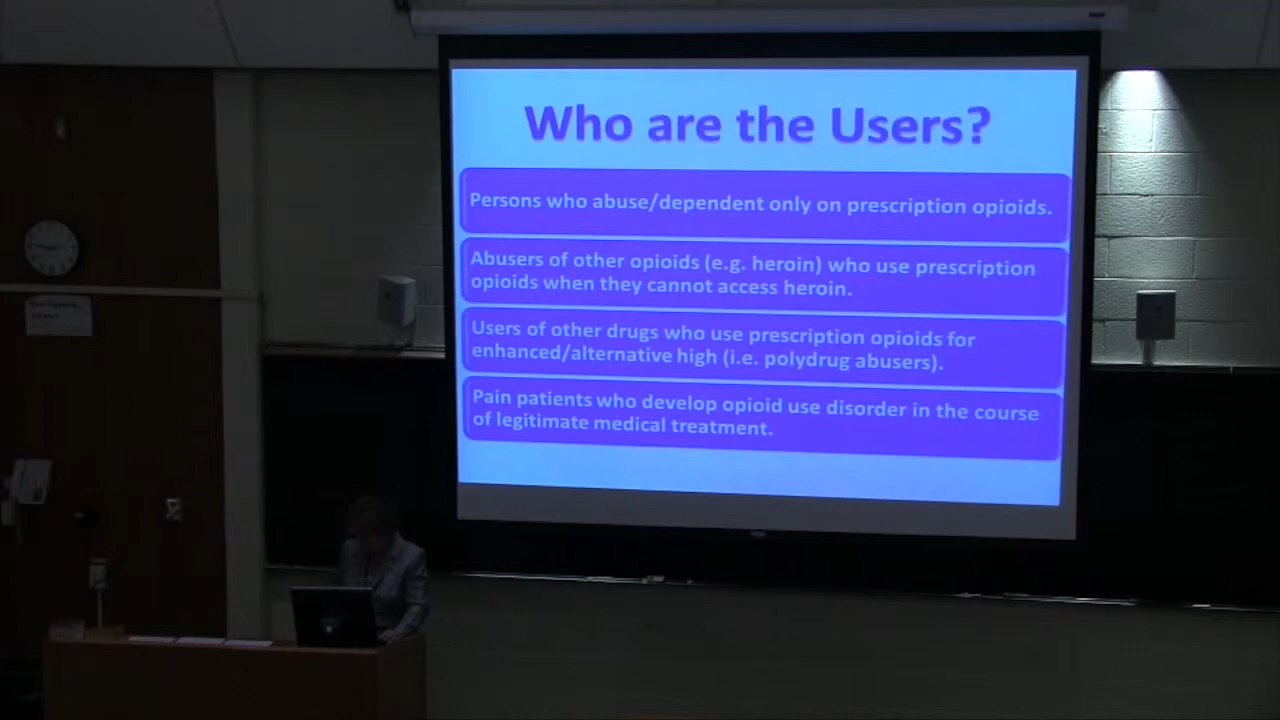 Who are the Users?
Persons who abuse/dependent only on prescription opioids.
Abusers of other opioids (e.g. heroin) who use prescription
opioids when they cannot access heroin.
Users of other drugs who use prescription opioids for
enhanced/alternative high (i.e. polydrug abusers).
Pain patients who develop opioid use disorder in the course
of legitimate medical treatment.